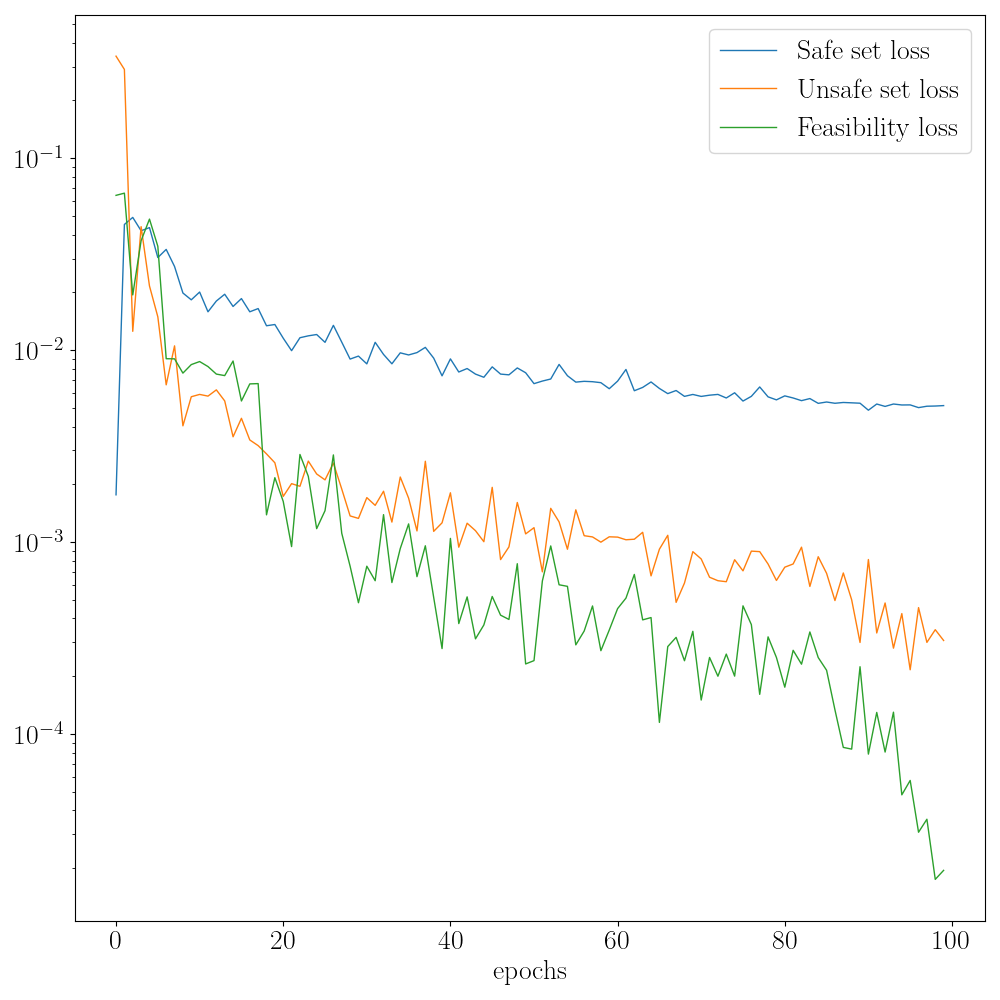 Safe set loss
Unsafe set loss
Feasibility loss
10⁻¹
10⁻²
10⁻³
10⁻⁴
0 20 40 60 80 100
epochs